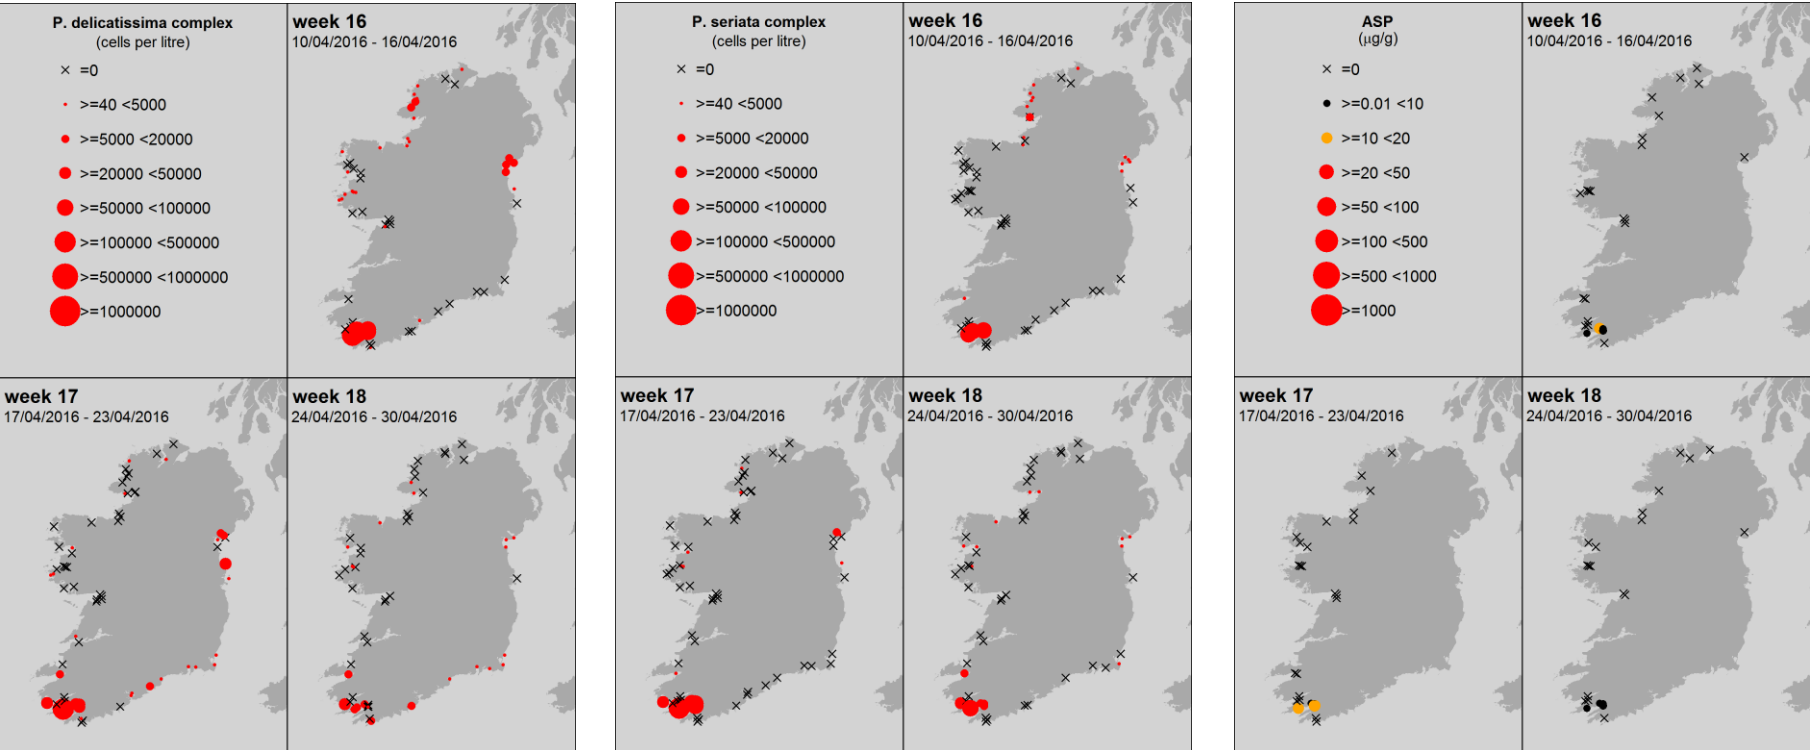 P. delicatissima complex
(cells per litre)
=0
>=40 <5000
>=5000 <20000
>=20000 <50000
>=50000 <100000
>=100000 <500000
>=500000 <1000000
>=1000000
week 16
10/04/2016 - 16/04/2016
week 17
17/04/2016 - 23/04/2016
week 18
24/04/2016 - 30/04/2016
P. seriata complex
(cells per litre)
=0
>=40 <5000
>=5000 <20000
>=20000 <50000
>=50000 <100000
>=100000 <500000
>=500000 <1000000
>=1000000
week 16
10/04/2016 - 16/04/2016
week 17
17/04/2016 - 23/04/2016
week 18
24/04/2016 - 30/04/2016
ASP
(µg/g)
=0
>=0.01 <10
>=10 <20
>=20 <50
>=50 <100
>=100 <500
>=500 <1000
>=1000
week 16
10/04/2016 - 16/04/2016
week 17
17/04/2016 - 23/04/2016
week 18
24/04/2016 - 30/04/2016